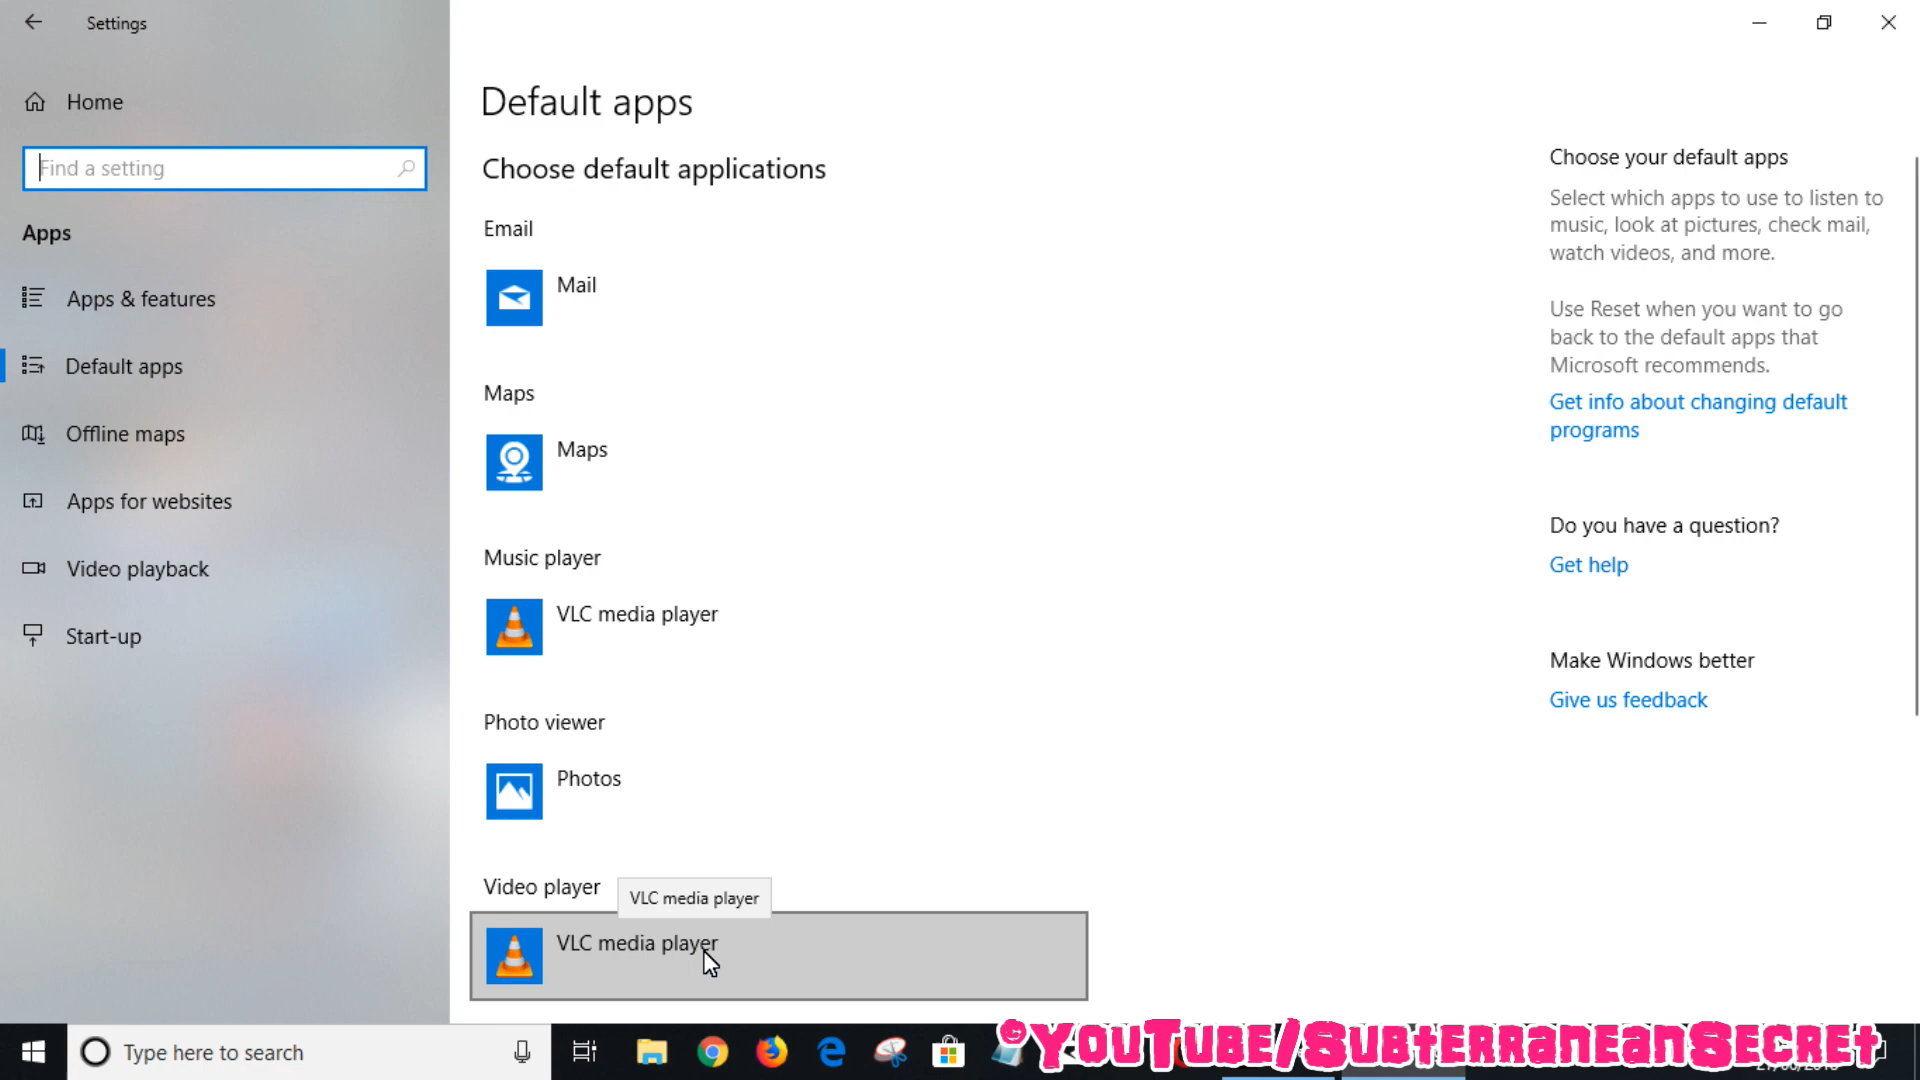 Settings
Home
Find a setting
Apps
Apps & features
Default apps
Offline maps
Apps for websites
Video playback
Start-up
Default apps
Choose default applications
Email
Mail
Maps
Maps
Music player
VLC media player
Photo viewer
Photos
Video player
VLC media player
VLC media player
Choose your default apps
Select which apps to use to listen to
music, look at pictures, check mail,
watch videos, and more.
Use Reset when you want to go
back to the default apps that
Microsoft recommends.
Get info about changing default
programs
Do you have a question?
Get help
Make Windows better
Give us feedback
Type here to search
©YouTube/SubterraneanSecret